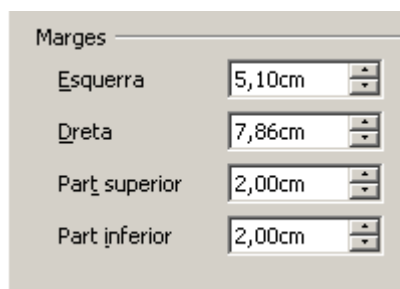 Marges
Esquerra 5,10cm
Dreta 7,86cm
Part superior 2,00cm
Part inferior 2,00cm